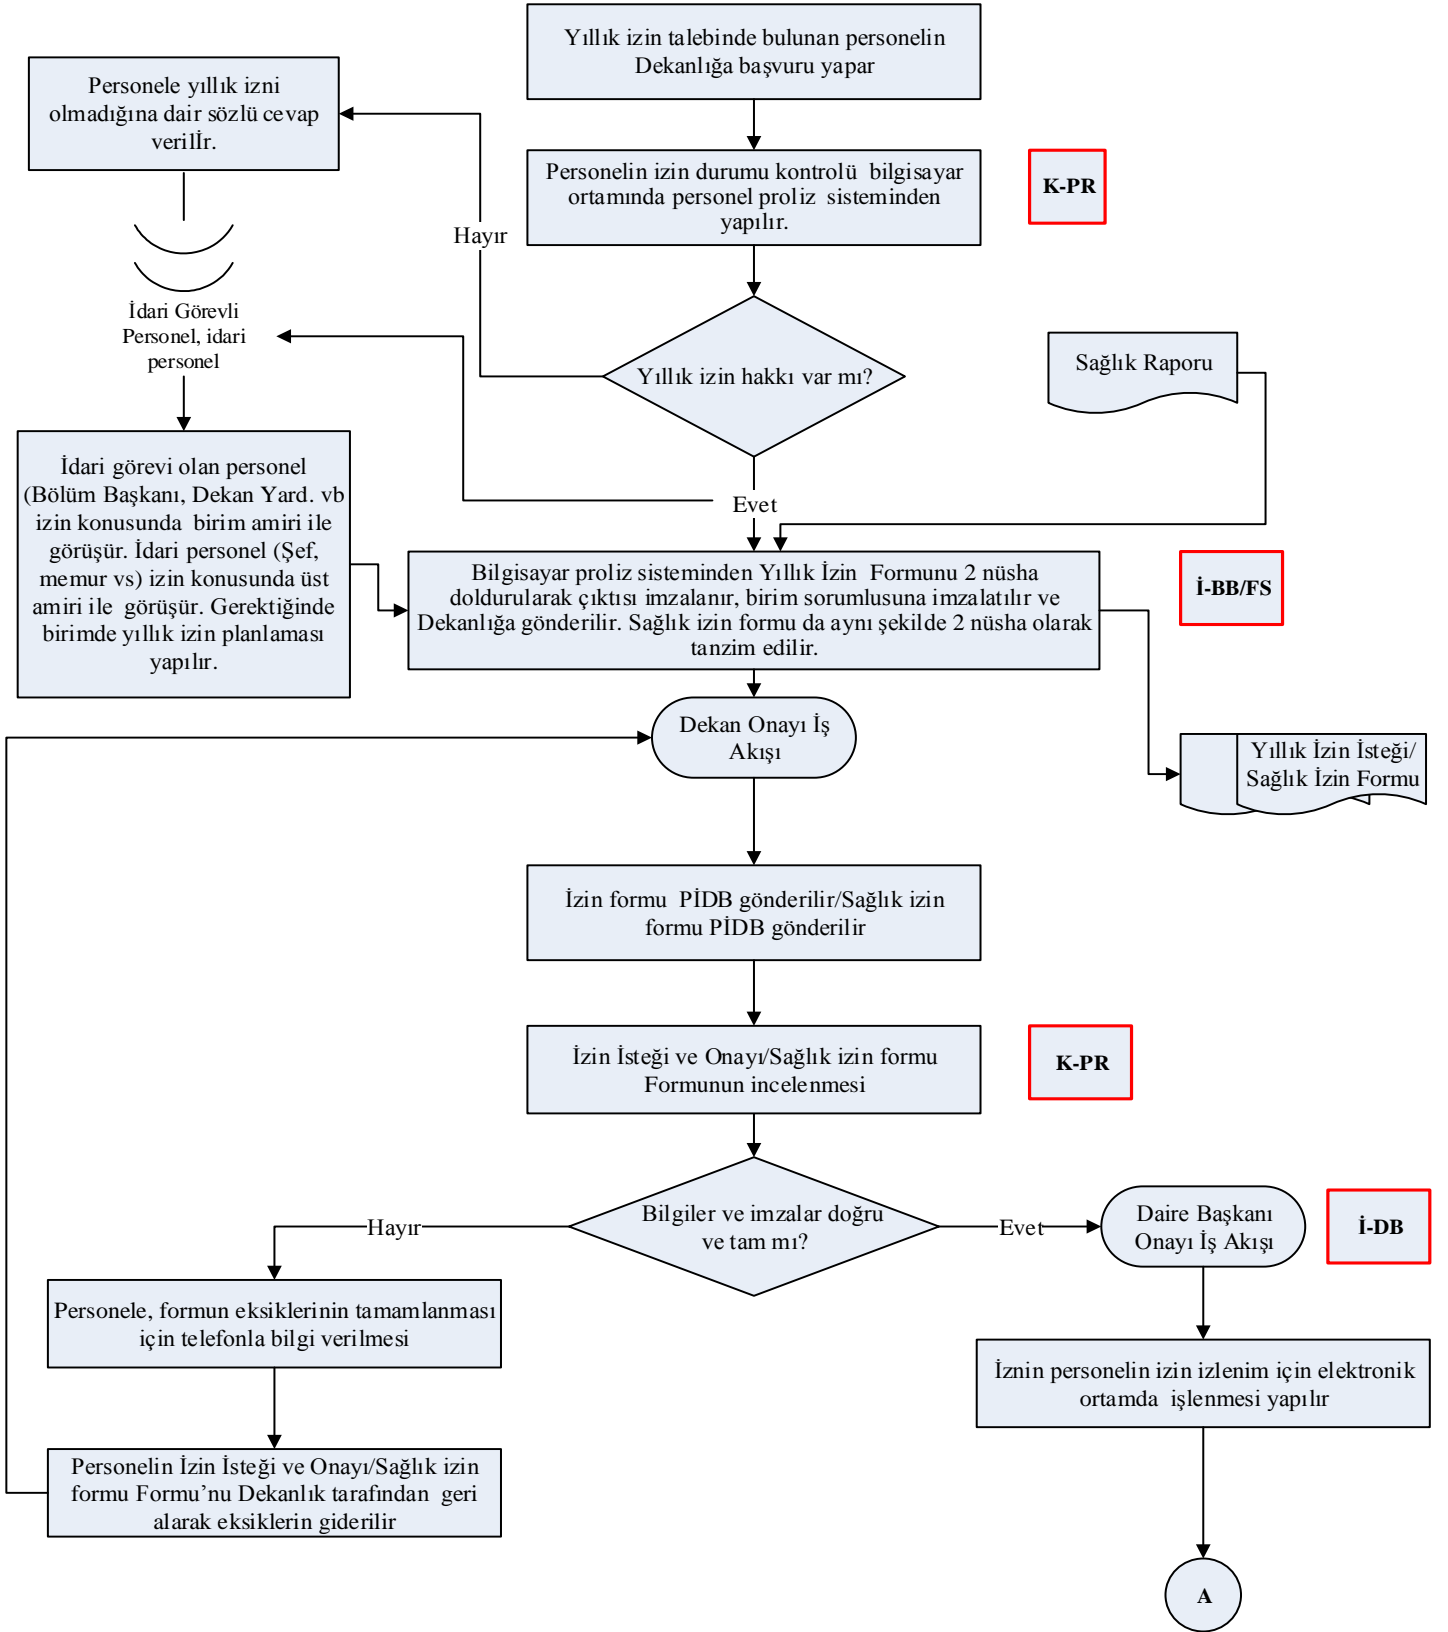 Yıllık izin talebinde bulunan personelin
Dekanlığa başvuru yapar
Personele yıllık izni
olmadığına dair sözlü cevap
verilİr.
Personelin izin durumu kontrolü bilgisayar
ortamında personel proliz sisteminden
yapılır.
K-PR
Hayır
İdari Görevli
Personel, idari
personel
Yıllık izin hakkı var mı?
Sağlık Raporu
Evet
İdari görevi olan personel
(Bölüm Başkanı, Dekan Yard. vb
izin konusunda birim amiri ile
görüşür. İdari personel (Şef,
memur vs) izin konusunda üst
amiri ile görüşür. Gerektiğinde
birimde yıllık izin planlaması
yapılır.
Bilgisayar proliz sisteminden Yıllık İzin Formunu 2 nüsha
doldurularak çıktısı imzalanır, birim sorumlusuna imzalatılır ve
Dekanlığa gönderilir. Sağlık izin formu da aynı şekilde 2 nüsha olarak
tanzim edilir.
İ-BB/FS
Dekan Onayı İş
Akışı
Yıllık İzin İsteği/
Sağlık İzin Formu
İzin formu PİDB gönderilir/Sağlık izin
formu PİDB gönderilir
İzin İsteği ve Onayı/Sağlık izin formu
Formunun incelenmesi
K-PR
Bilgiler ve imzalar doğru
ve tam mı?
Hayır
Evet
Daire Başkanı
Onayı İş Akışı
İ-DB
Personele, formun eksiklerinin tamamlanması
için telefonla bilgi verilmesi
İznin personelin izin izlenim için elektronik
ortamda işlenmesi yapılır
Personelin İzin İsteği ve Onayı/Sağlık izin
formu Formu’nu Dekanlık tarafından geri
alarak eksiklerin giderilir
A